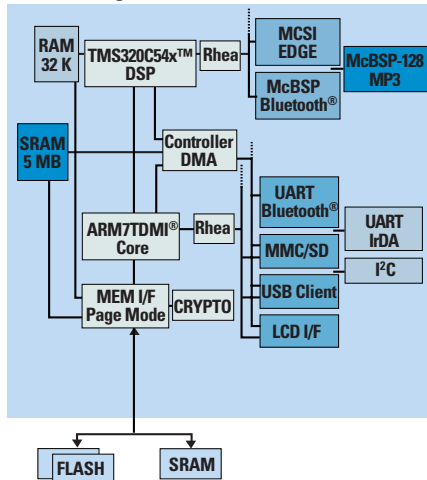 RAM
32 K
TMS320C54x™
DSP
Rhea
MCSI
EDGE
McBSP
Bluetooth®
McBSP-128
MP3
SRAM
5 MB
Controller
DMA
ARM7TDMI®
Core
Rhea
UART
Bluetooth®
UART
IrDA
MMC/SD
I²C
USB Client
LCD I/F
MEM I/F
Page Mode
CRYPTO
FLASH
SRAM